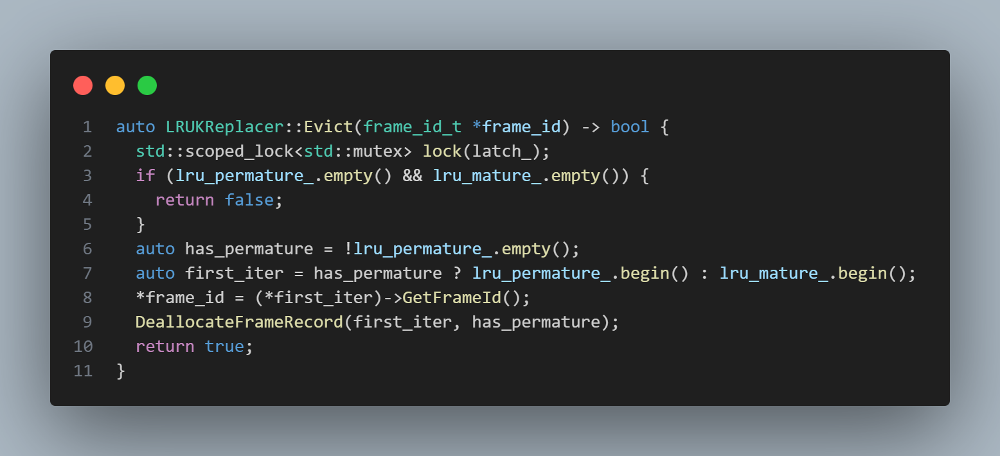 1 auto LRUKReplacer::Evict(frame_id_t *frame_id) -> bool {
2   std::scoped_lock<std::mutex> lock(latch_);
3   if (lru_permature_.empty() && lru_mature_.empty()) {
4     return false;
5   }
6   auto has_permature = !lru_permature_.empty();
7   auto first_iter = has_permature ? lru_permature_.begin() : lru_mature_.begin();
8   *frame_id = (*first_iter)->GetFrameId();
9   DeallocateFrameRecord(first_iter, has_permature);
10   return true;
11 }